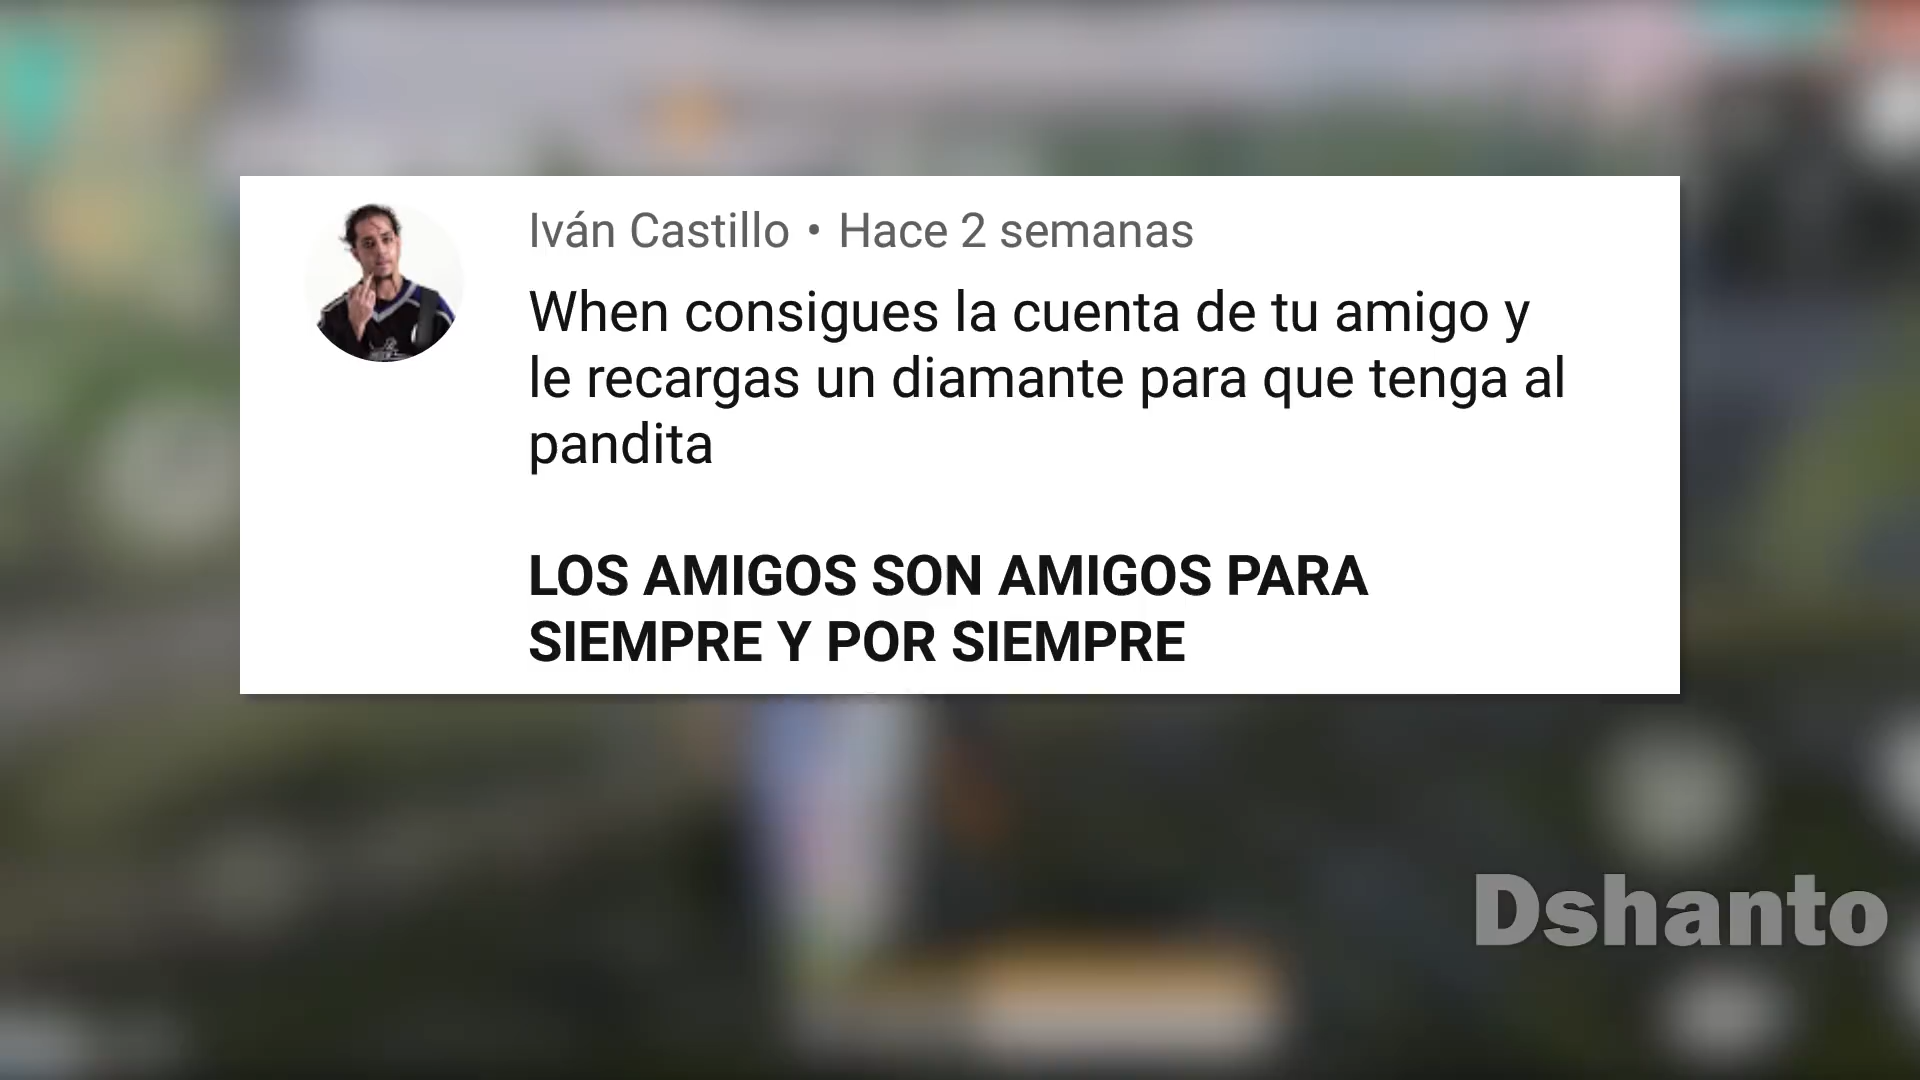 Iván Castillo • Hace 2 semanas
When consigues la cuenta de tu amigo y
le recargas un diamante para que tenga al
pandita
LOS AMIGOS SON AMIGOS PARA
SIEMPRE Y POR SIEMPRE
Dshanto